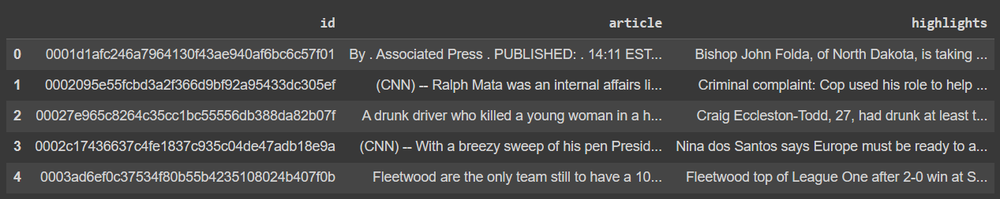 id article highlights
0 0001d1afc246a7964130f43ae940af6bc6c57f01 By . Associated Press . PUBLISHED: . 14:11 EST... Bishop John Folda, of North Dakota, is taking ...
1 0002095e55fcbd3a2f366d9bf92a95433dc305ef (CNN) -- Ralph Mata was an internal affairs li... Criminal complaint: Cop used his role to help ...
2 00027e965c8264c35cc1bc55556db388da82b07f A drunk driver who killed a young woman in a h... Craig Eccleston-Todd, 27, had drunk at least t...
3 0002c17436637c4fe1837c935c04de47adb18e9a (CNN) -- With a breezy sweep of his pen Presid... Nina dos Santos says Europe must be ready to a...
4 0003ad6ef0c37534f80b55b4235108024b407f0b Fleetwood are the only team still to have a 10... Fleetwood top of League One after 2-0 win at S...